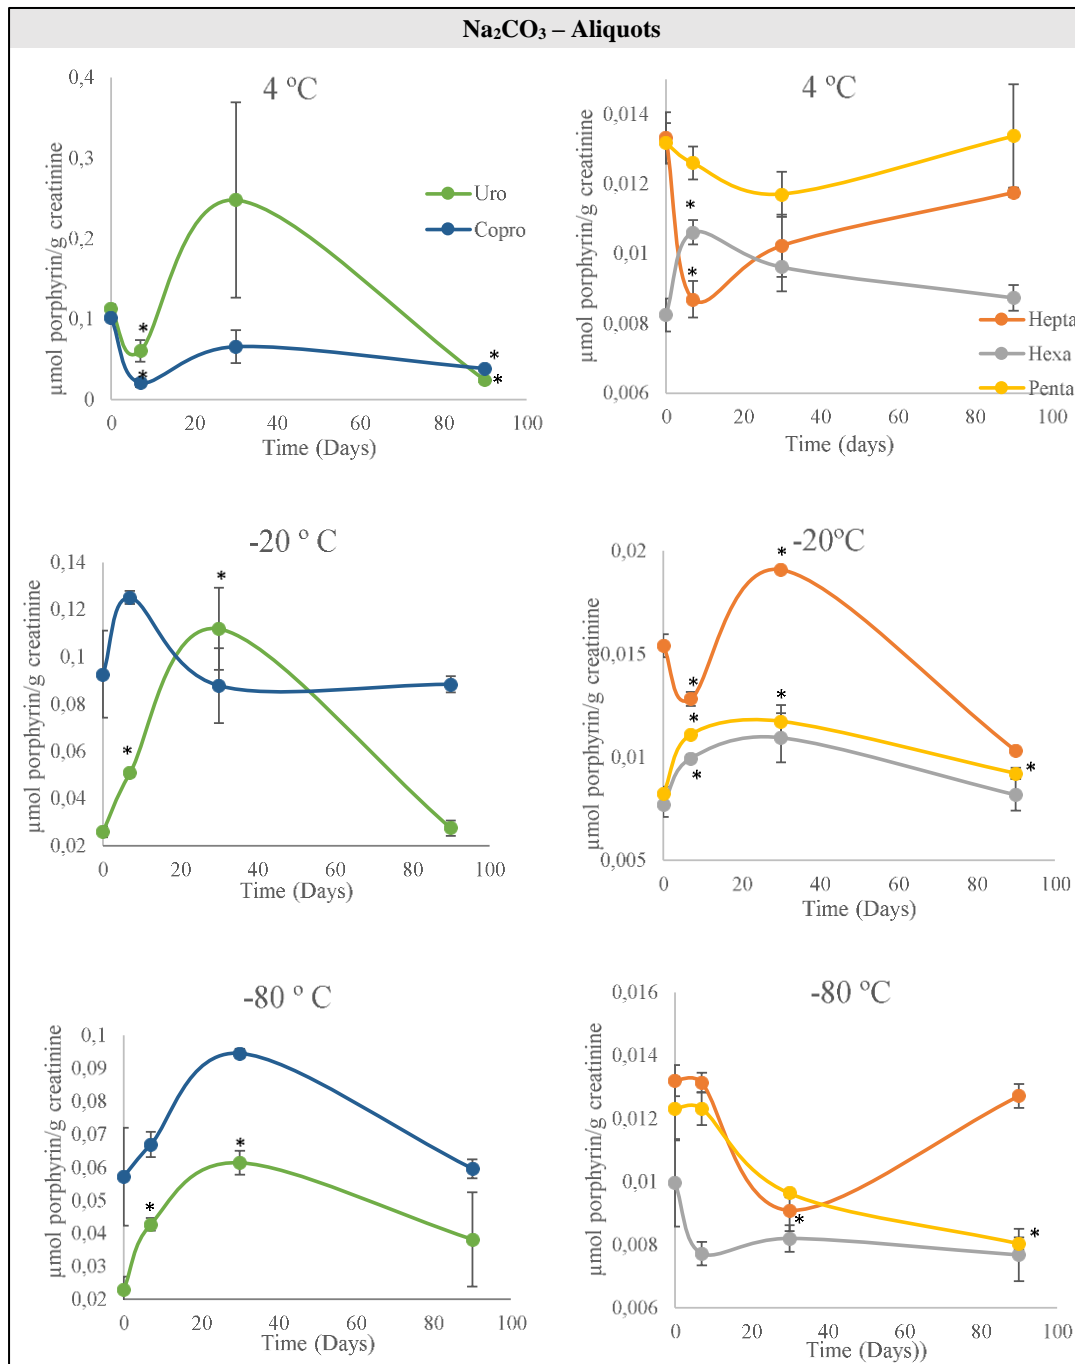 Na₂CO₃ – Aliquots
4 ºC
µmol porphyrin/g creatinine
0,4
0,3
0,2
0,1
0
Uro
Copro
*
*
*
*
0 20 40 60 80 100
Time (Days)
4 ºC
µmol porphyrin/g creatinine
0,014
0,012
0,01
0,008
0,006
*
*
Hepta
Hexa
Penta
0 20 40 60 80 100
Time (days)
-20 º C
µmol porphyrin/g creatinine
0,14
0,12
0,1
0,08
0,06
0,04
0,02
*
*
0 20 40 60 80 100
Time (Days)
-20ºC
µmol porphyrin/g creatinine
0,02
0,015
0,01
0,005
*
*
*
*
*
*
0 20 40 60 80 100
Time (Days)
-80 º C
µmol porphyrin/g creatinine
0,1
0,09
0,08
0,07
0,06
0,05
0,04
0,03
0,02
*
*
0 20 40 60 80 100
Time (Days)
-80 ºC
µmol porphyrin/g creatinine
0,016
0,014
0,012
0,01
0,008
0,006
*
*
0 20 40 60 80 100
Time (Days))